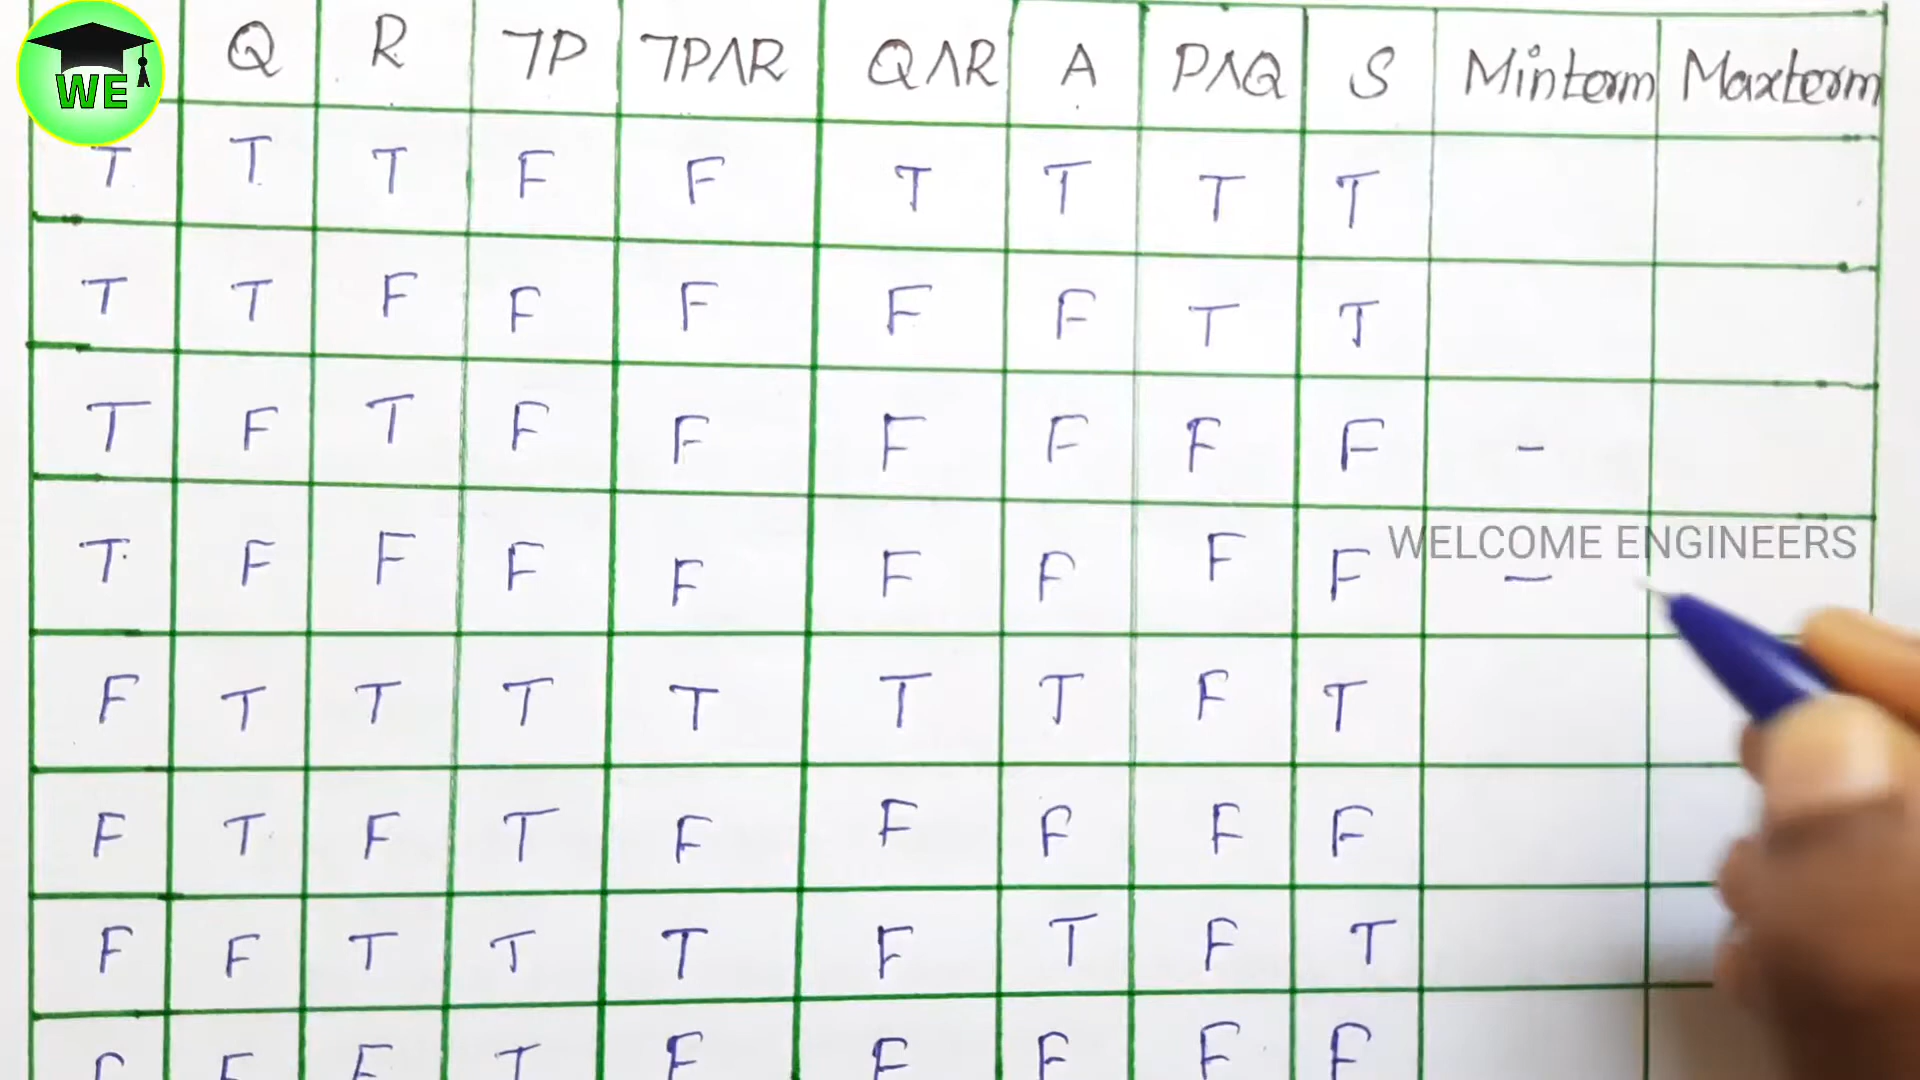 WE
Q R ¬P ¬P∧R Q∧R A P∧Q S Minterm Maxterm
T T T F F T T T T
T T F F F F F T T
T F T F F F F F F -
WELCOME ENGINEERS
T F F F F F F F F -
F T T T T T T F T
F T F T F F F F F
F F T T T F T F T
F F F T F F F F F